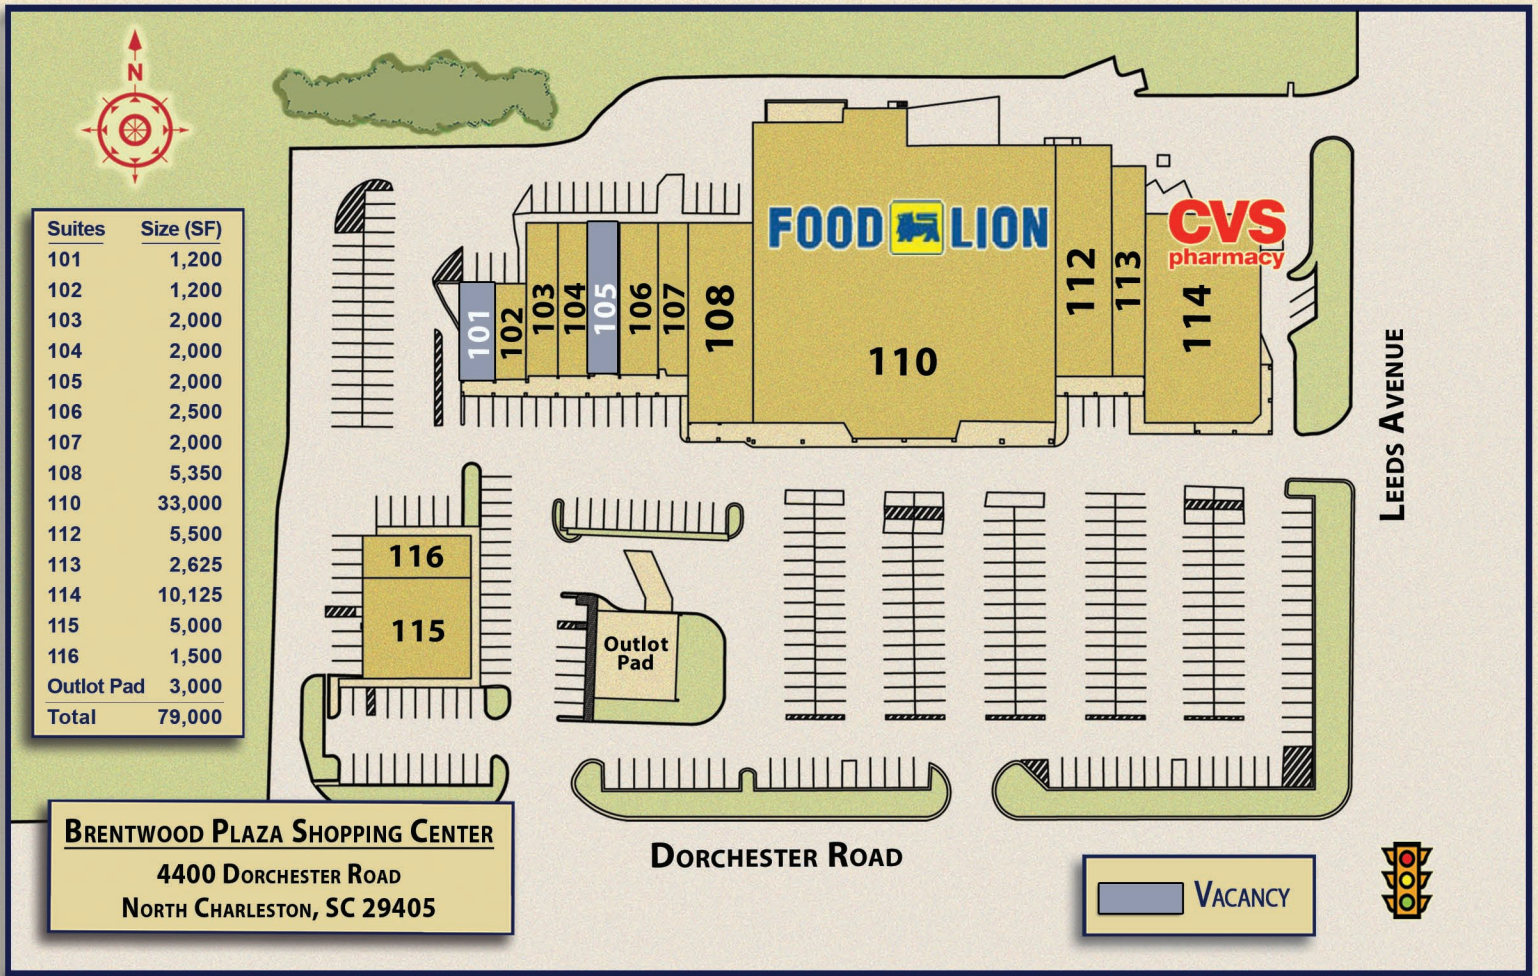 N
Suites Size (SF)
101 1,200
102 1,200
103 2,000
104 2,000
105 2,000
106 2,500
107 2,000
108 5,350
110 33,000
112 5,500
113 2,625
114 10,125
115 5,000
116 1,500
Outlot Pad 3,000
Total 79,000
FOOD LION
CVS
pharmacy
101
102
103
104
105
106
107
108
110
112
113
114
116
115
Outlot
Pad
LEEDS AVENUE
DORCHESTER ROAD
BRENTWOOD PLAZA SHOPPING CENTER
4400 DORCHESTER ROAD
NORTH CHARLESTON, SC 29405
VACANCY